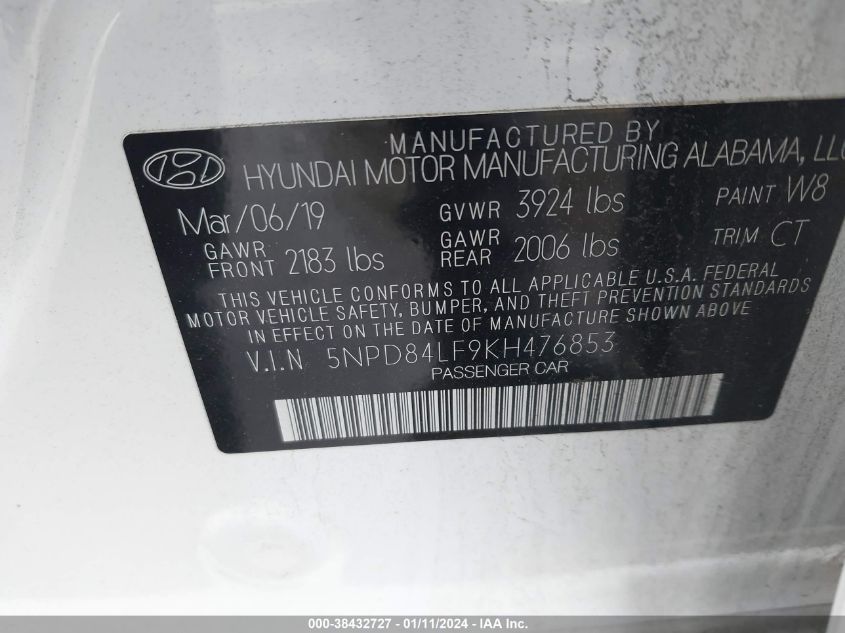 MANUFACTURED BY
HYUNDAI MOTOR MANUFACTURING ALABAMA, LLC
Mar/06/19 GVWR 3924 lbs PAINT W8
GAWR FRONT 2183 lbs GAWR REAR 2006 lbs TRIM CT
THIS VEHICLE CONFORMS TO ALL APPLICABLE U.S.A. FEDERAL
MOTOR VEHICLE SAFETY, BUMPER, AND THEFT PREVENTION STANDARDS
IN EFFECT ON THE DATE OF MANUFACTURE SHOWN ABOVE
V.I.N 5NPD84LF9KH476853
PASSENGER CAR
000-38432727 - 01/11/2024 - IAA Inc.